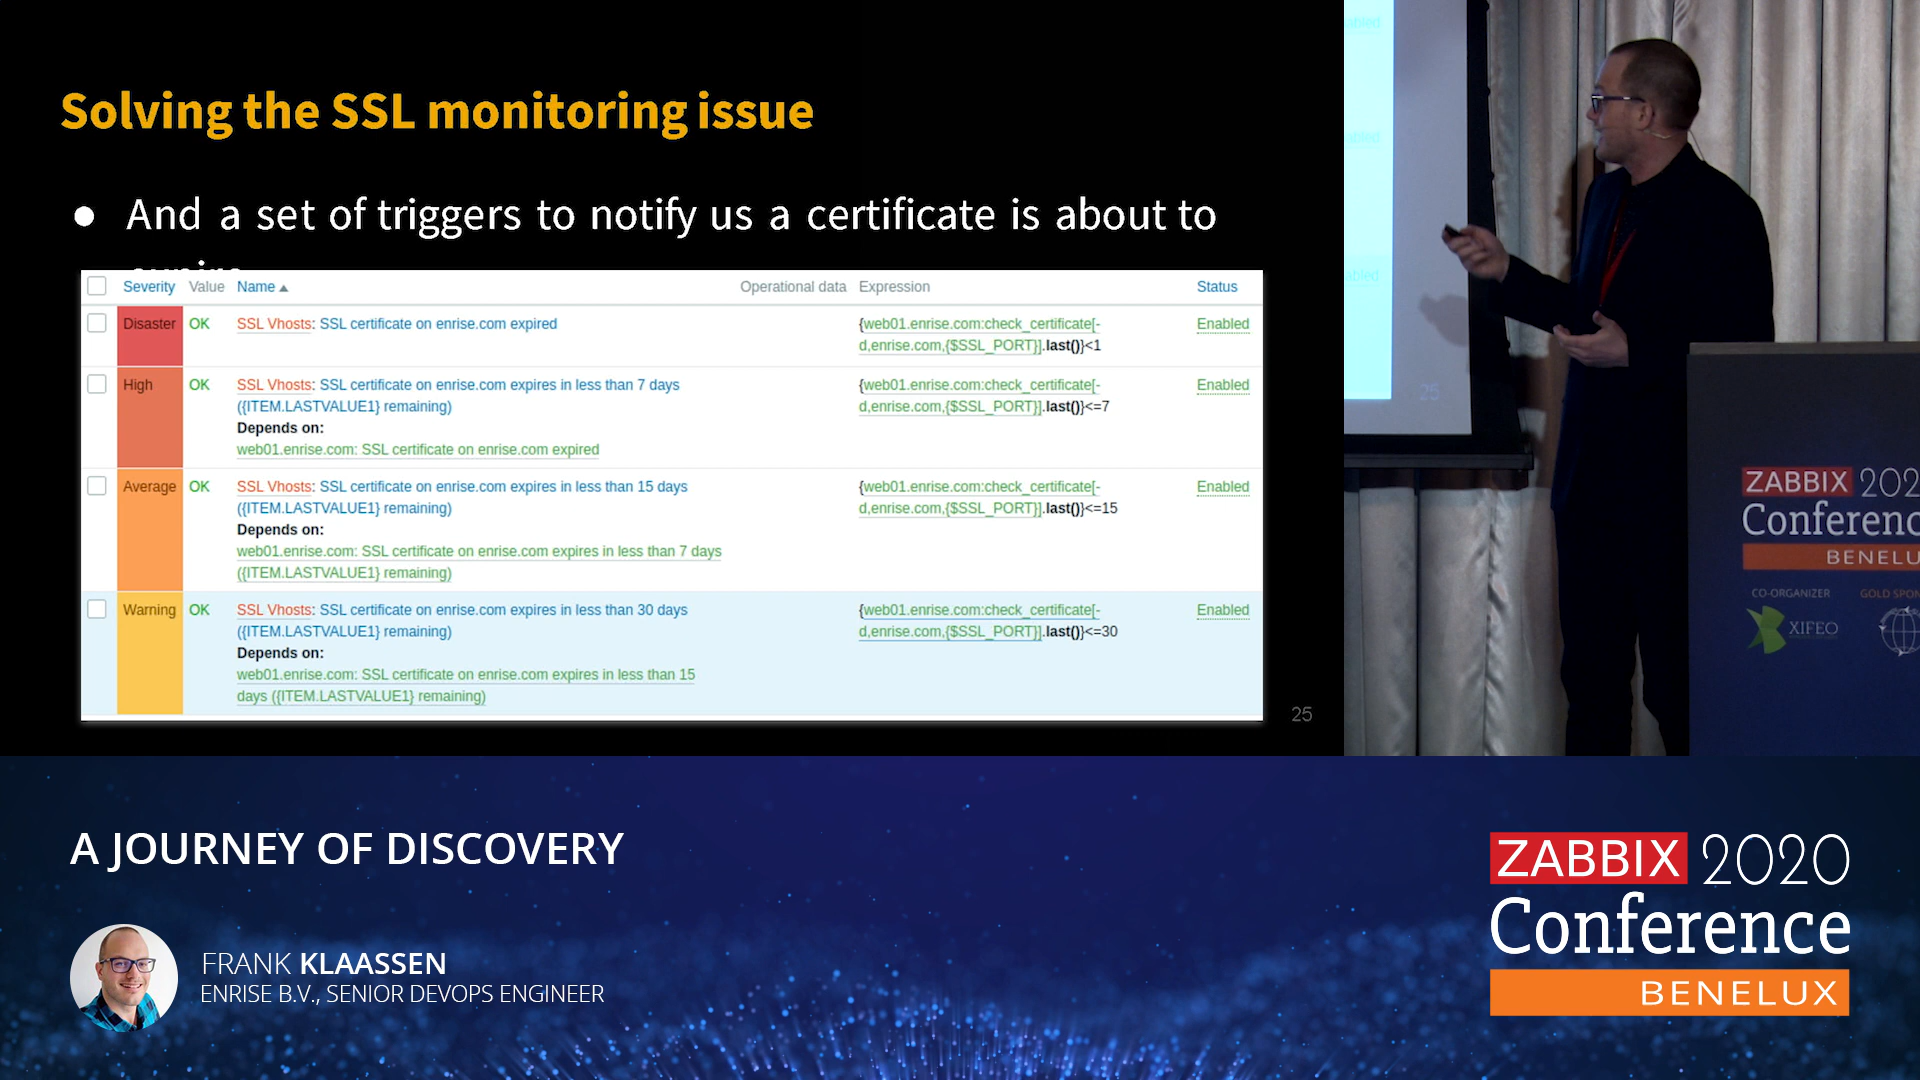 Solving the SSL monitoring issue
● And a set of triggers to notify us a certificate is about to
Severity Value Name ▲ Operational data Expression Status
Disaster OK SSL Vhosts: SSL certificate on enrise.com expired {web01.enrise.com:check_certificate[- Enabled
d,enrise.com,{$SSL_PORT}].last()}<1
High OK SSL Vhosts: SSL certificate on enrise.com expires in less than 7 days {web01.enrise.com:check_certificate[- Enabled
({ITEM.LASTVALUE1} remaining) d,enrise.com,{$SSL_PORT}].last()}<=7
Depends on:
web01.enrise.com: SSL certificate on enrise.com expired
Average OK SSL Vhosts: SSL certificate on enrise.com expires in less than 15 days {web01.enrise.com:check_certificate[- Enabled
({ITEM.LASTVALUE1} remaining) d,enrise.com,{$SSL_PORT}].last()}<=15
Depends on:
web01.enrise.com: SSL certificate on enrise.com expires in less than 7 days
({ITEM.LASTVALUE1} remaining)
Warning OK SSL Vhosts: SSL certificate on enrise.com expires in less than 30 days {web01.enrise.com:check_certificate[- Enabled
({ITEM.LASTVALUE1} remaining) d,enrise.com,{$SSL_PORT}].last()}<=30
Depends on:
web01.enrise.com: SSL certificate on enrise.com expires in less than 15
days ({ITEM.LASTVALUE1} remaining)
25
25
ZABBIX 202
Conferenc
BENELU
CO-ORGANIZER GOLD SPON
XIFEO
A JOURNEY OF DISCOVERY
FRANK KLAASSEN
ENRISE B.V., SENIOR DEVOPS ENGINEER
ZABBIX 2020
Conference
BENELUX